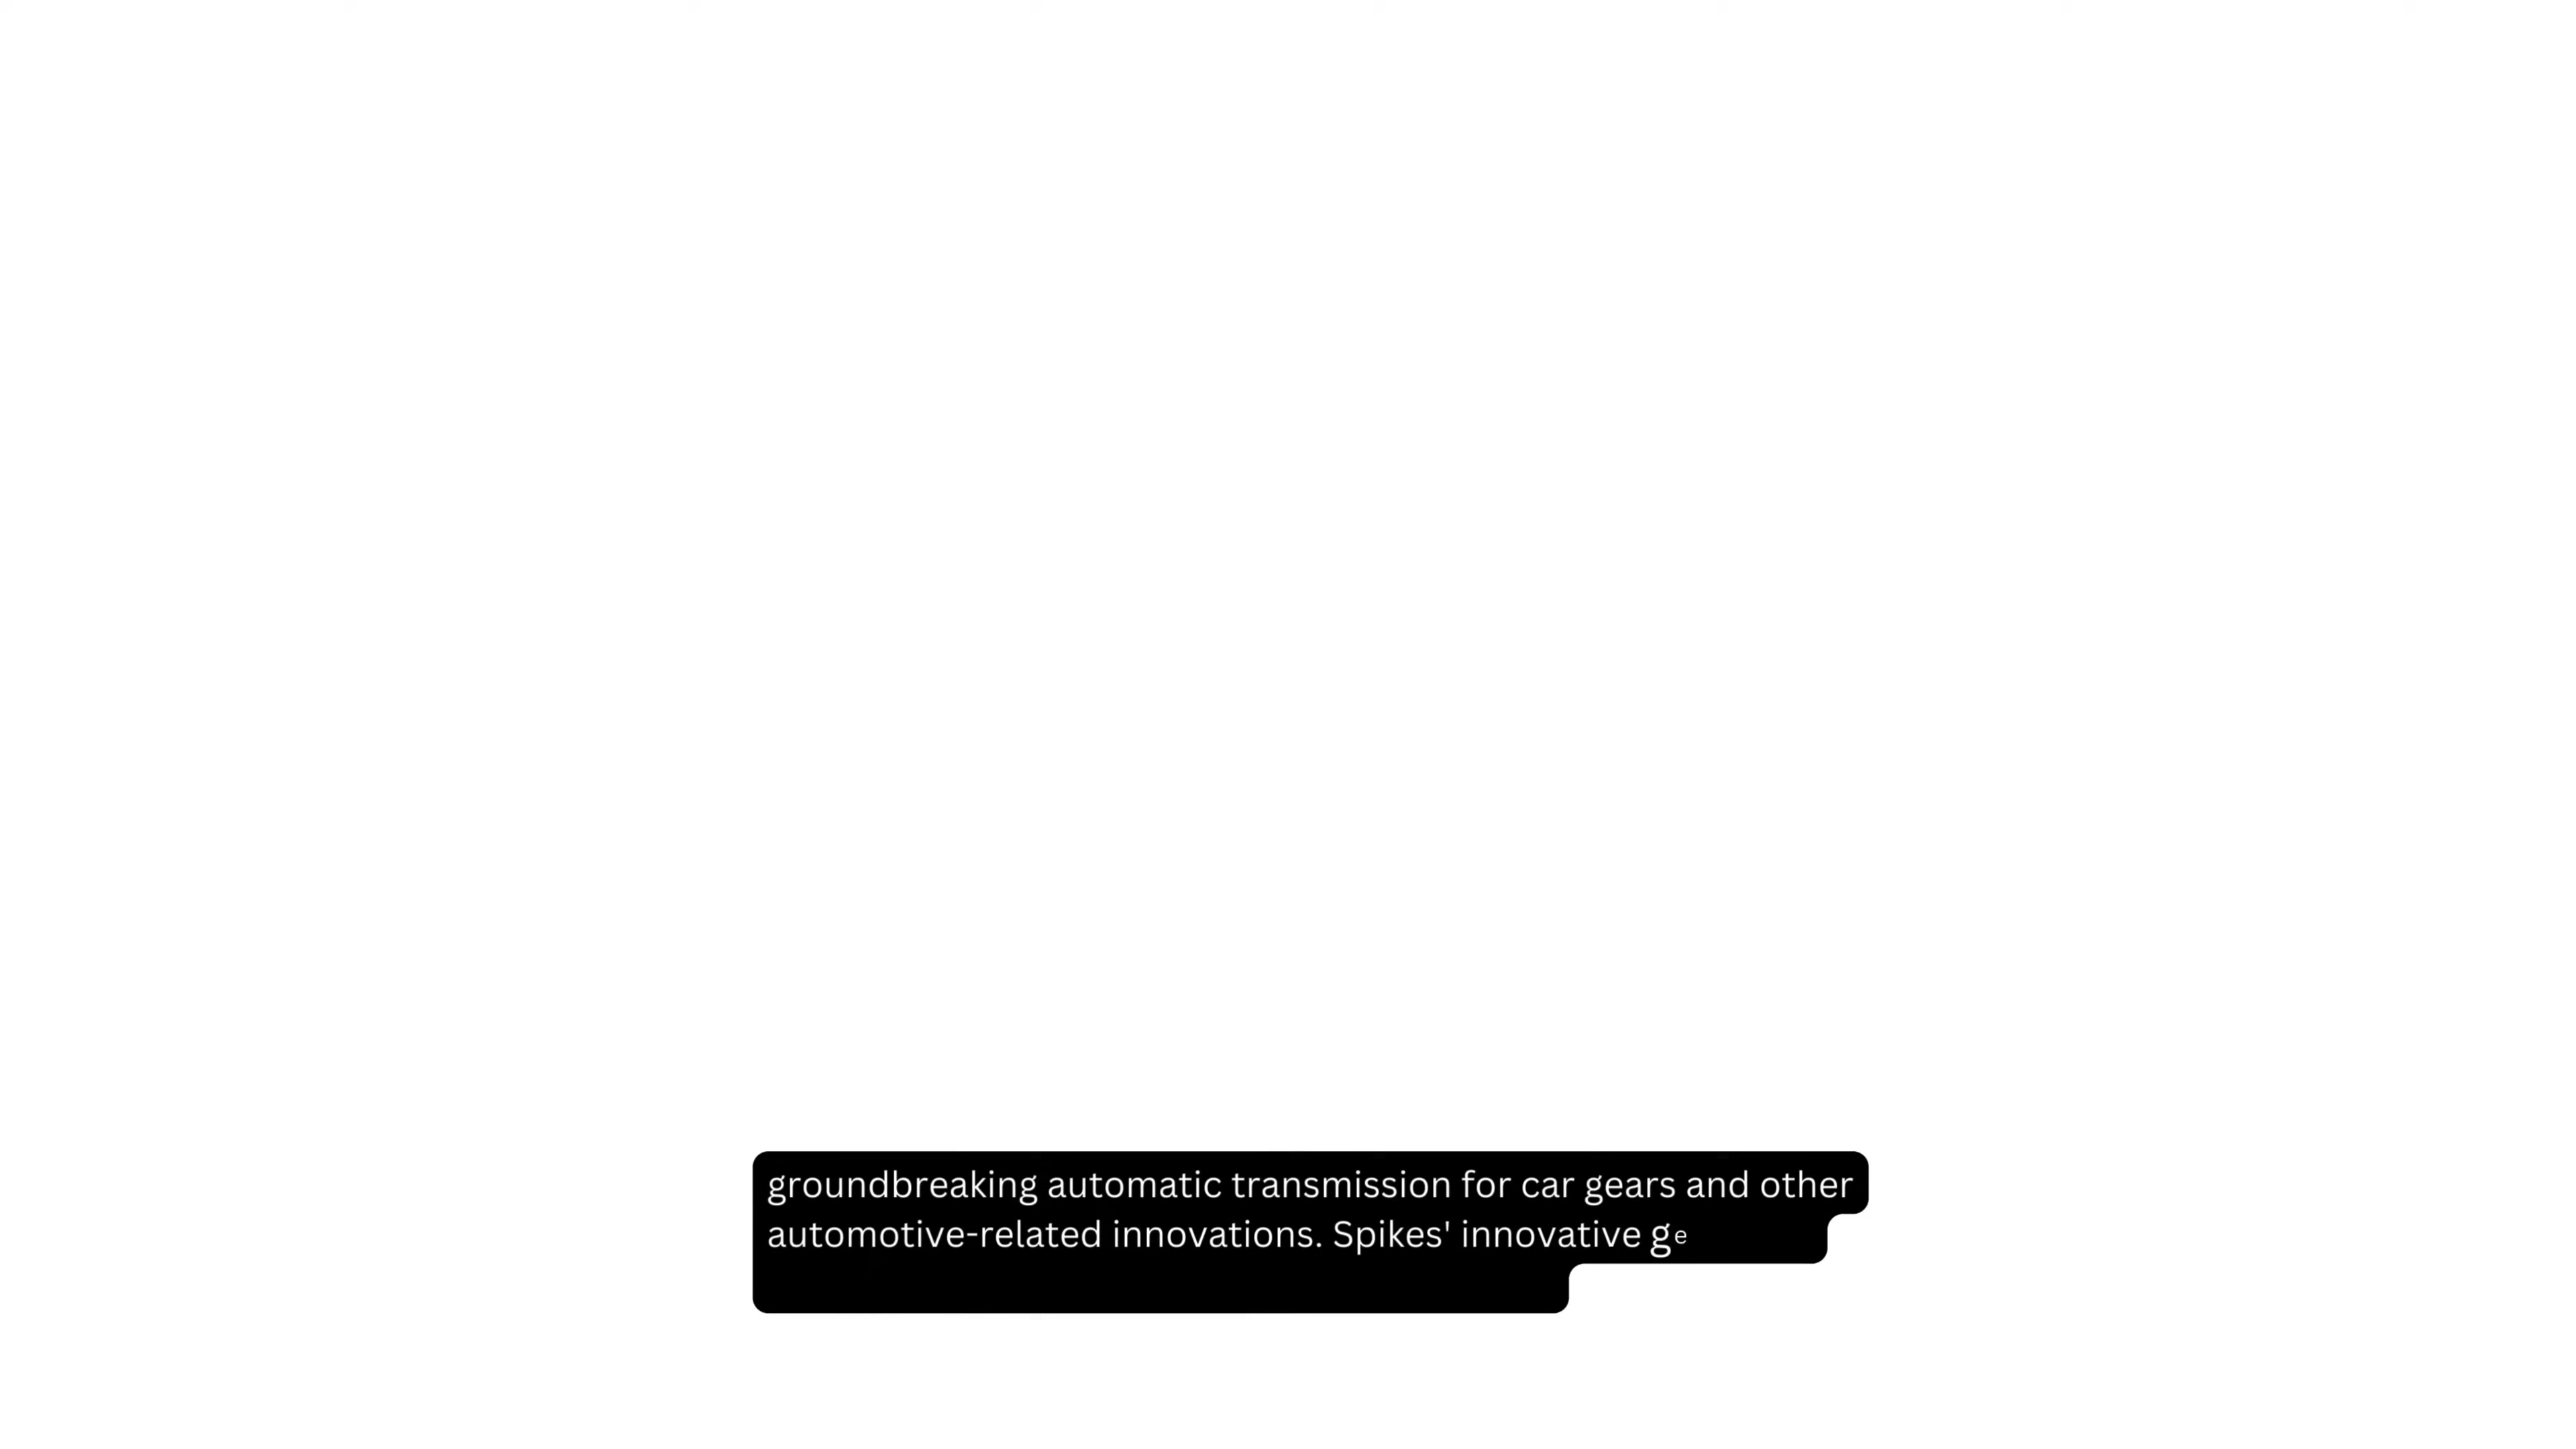 groundbreaking automatic transmission for car gears and other
automotive-related innovations. Spikes' innovative ge